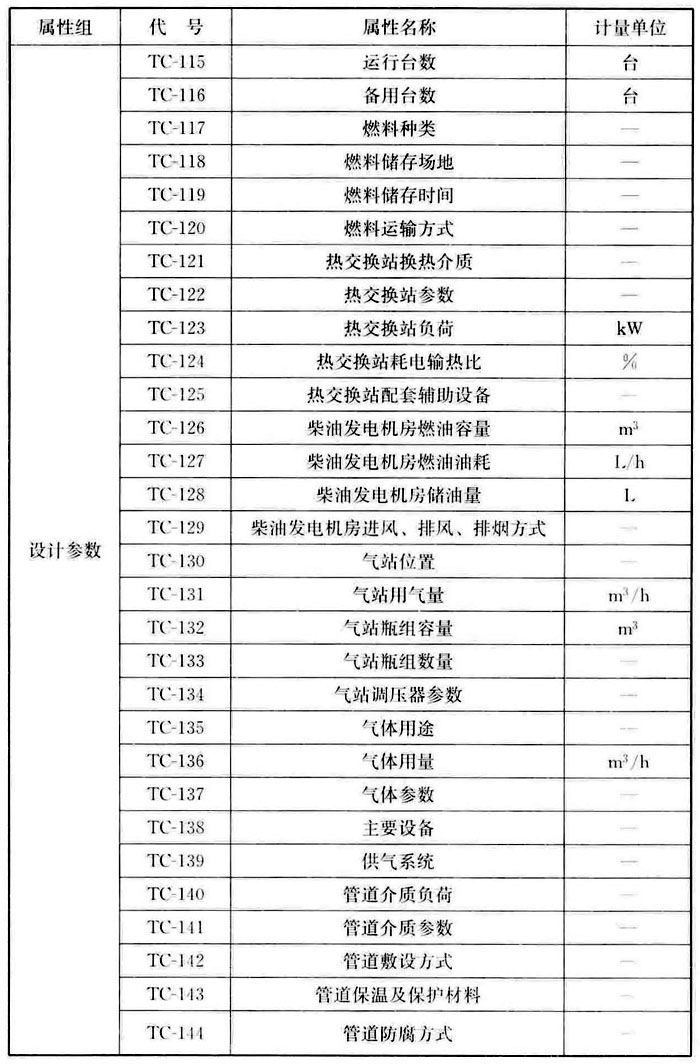 属性组 代 号 属性名称 计量单位
TC-115 运行台数 台
TC-116 备用台数 台
TC-117 燃料种类 —
TC-118 燃料储存场地 —
TC-119 燃料储存时间 —
TC-120 燃料运输方式 —
TC-121 热交换站换热介质 —
TC-122 热交换站参数 —
TC-123 热交换站负荷 kW
TC-124 热交换站耗电输热比 %
TC-125 热交换站配套辅助设备 —
TC-126 柴油发电机房燃油容量 m³
TC-127 柴油发电机房燃油油耗 L/h
TC-128 柴油发电机房储油量 L
TC-129 柴油发电机房进风、排风、排烟方式 —
设计参数
TC-130 气站位置 —
TC-131 气站用气量 m³/h
TC-132 气站瓶组容量 m³
TC-133 气站瓶组数量 —
TC-134 气站调压器参数 —
TC-135 气体用途 —
TC-136 气体用量 m³/h
TC-137 气体参数 —
TC-138 主要设备 —
TC-139 供气系统 —
TC-140 管道介质负荷 —
TC-141 管道介质参数 —
TC-142 管道敷设方式 —
TC-143 管道保温及保护材料 —
TC-144 管道防腐方式 —